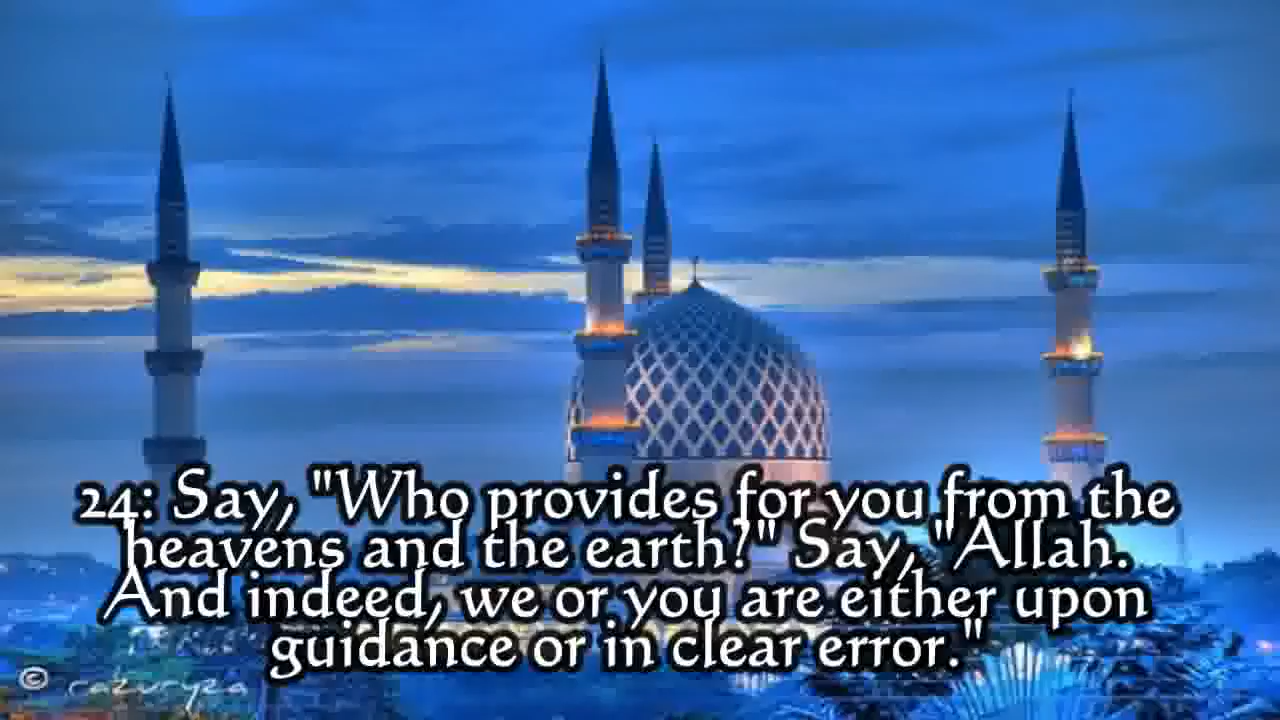 24: Say, "Who provides for you from the
heavens and the earth?" Say, "Allah.
And indeed, we or you are either upon
guidance or in clear error."
© razuryza